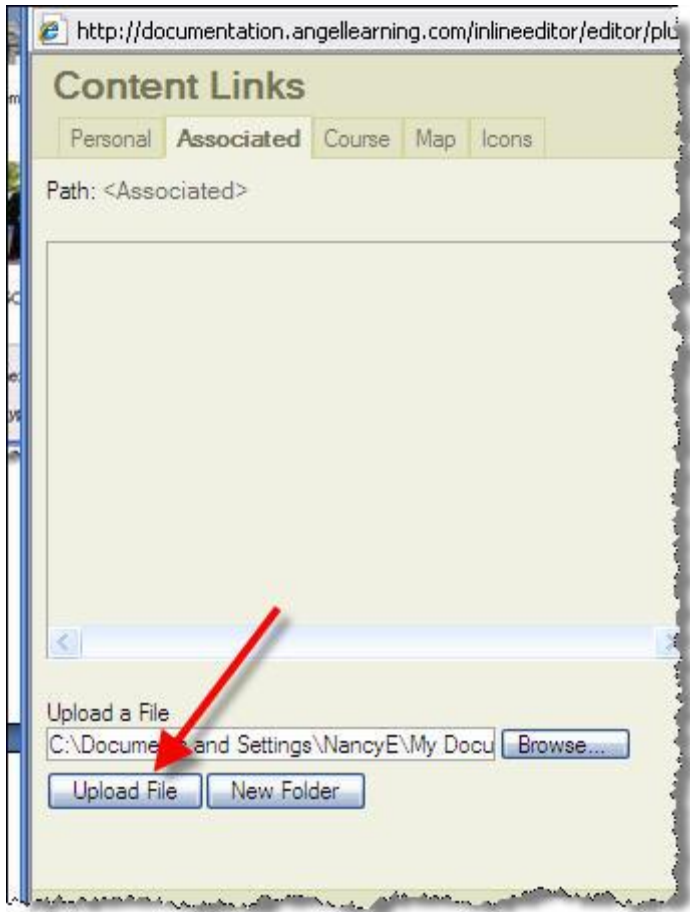 http://documentation.angellearning.com/inlineeditor/editor/plu
Content Links
Personal Associated Course Map Icons
Path: <Associated>
Upload a File
C:\Docume and Settings\NancyE\My Docu Browse...
Upload File New Folder